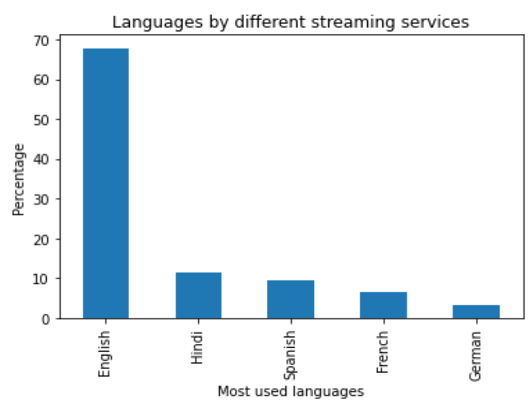 Languages by different streaming services
70
60
50
40
30
20
10
0
Percentage
English
Hindi
Spanish
French
German
Most used languages